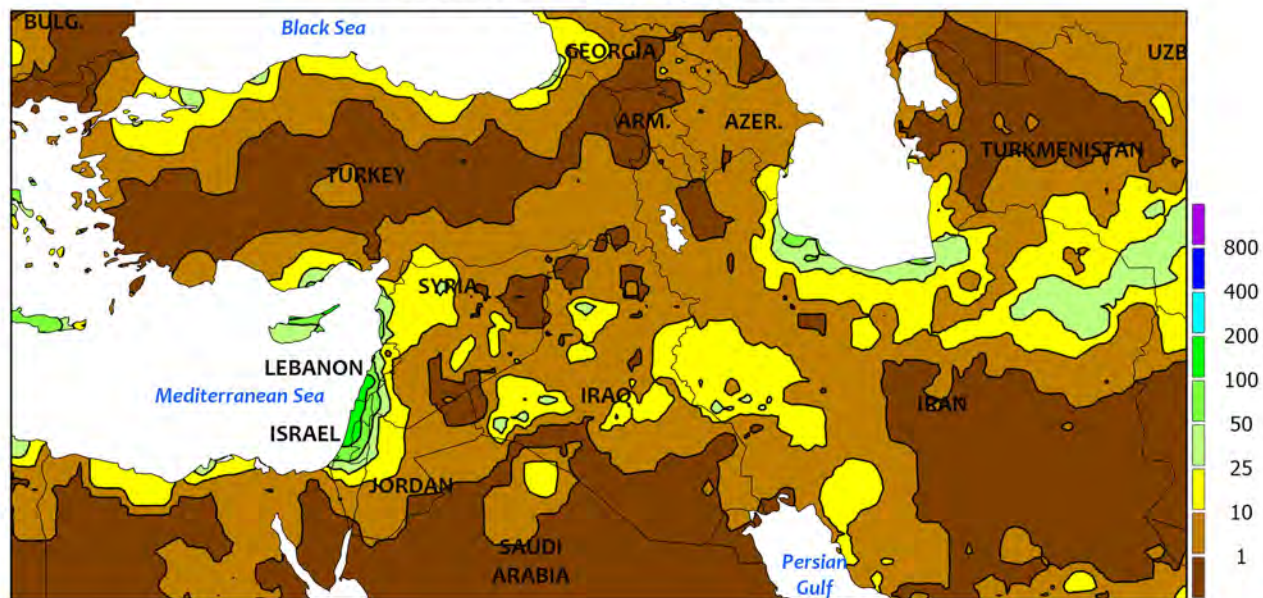 BULG.
Black Sea
GEORGIA
UZB
ARM.
AZER.
TURKMENISTAN
TURKEY
SYRIA
LEBANON
Mediterranean Sea
IRAQ
IRAN
ISRAEL
JORDAN
SAUDI
ARABIA
Persian
Gulf
800
400
200
100
50
25
10
1